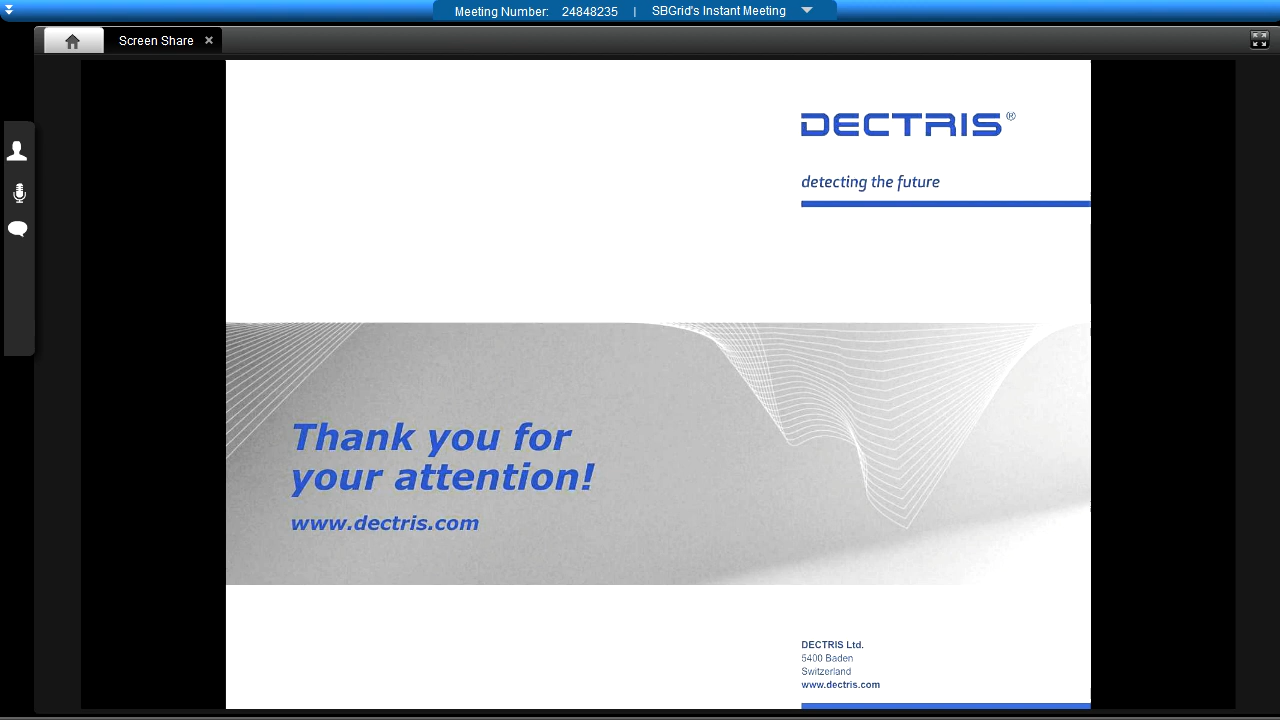 Meeting Number: 24848235 | SBGrid's Instant Meeting
Screen Share
DECTRIS®
detecting the future
Thank you for
your attention!
www.dectris.com
DECTRIS Ltd.
5400 Baden
Switzerland
www.dectris.com